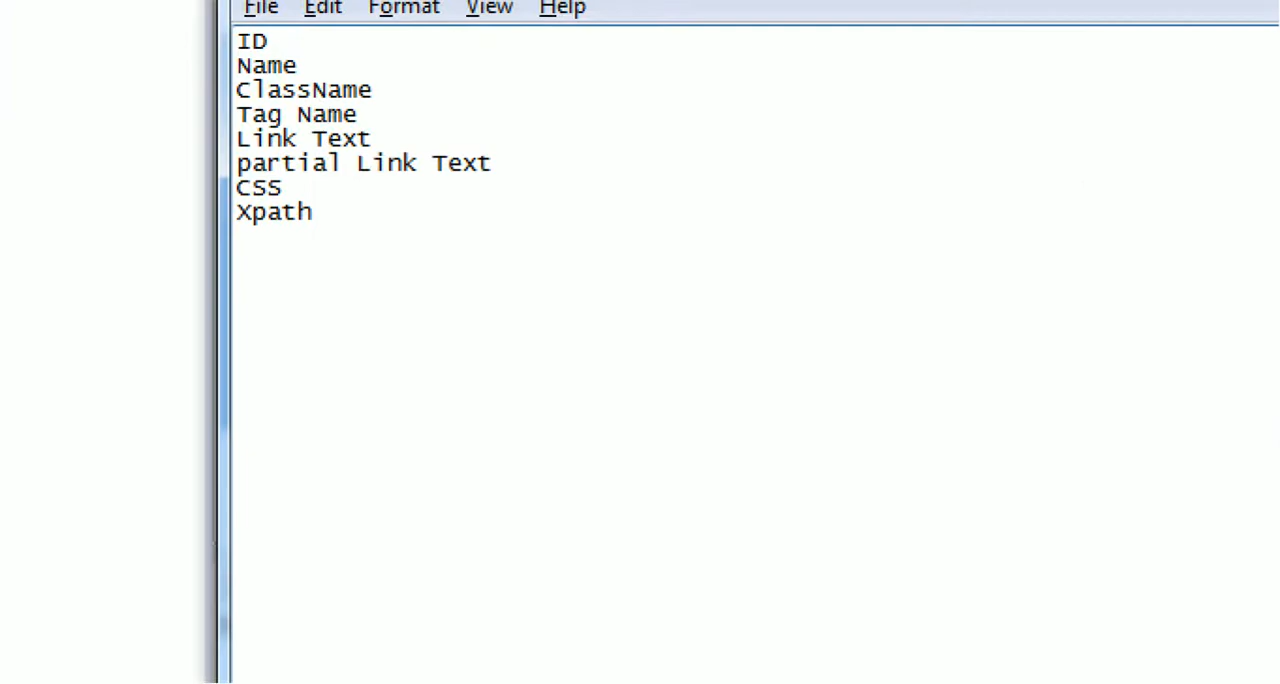 File Edit Format View Help
ID
Name
ClassName
Tag Name
Link Text
partial Link Text
CSS
Xpath